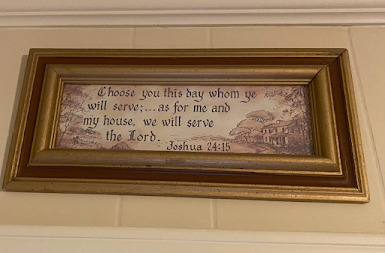 Choose you this day whom ye
will serve;...as for me and
my house, we will serve
the Lord.
Joshua 24:15